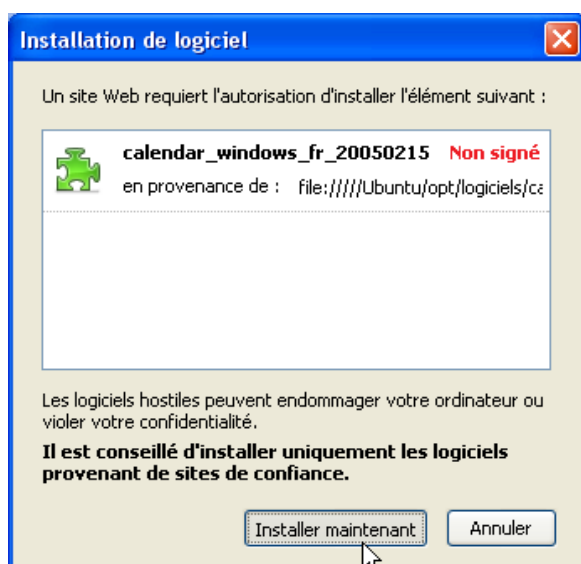 Installation de logiciel
Un site Web requiert l'autorisation d'installer l'élément suivant :
calendar_windows_fr_20050215 Non signé
en provenance de : file://///Ubuntu/opt/logiciels/ca
Les logiciels hostiles peuvent endommager votre ordinateur ou
violer votre confidentialité.
Il est conseillé d'installer uniquement les logiciels
provenant de sites de confiance.
Installer maintenant Annuler